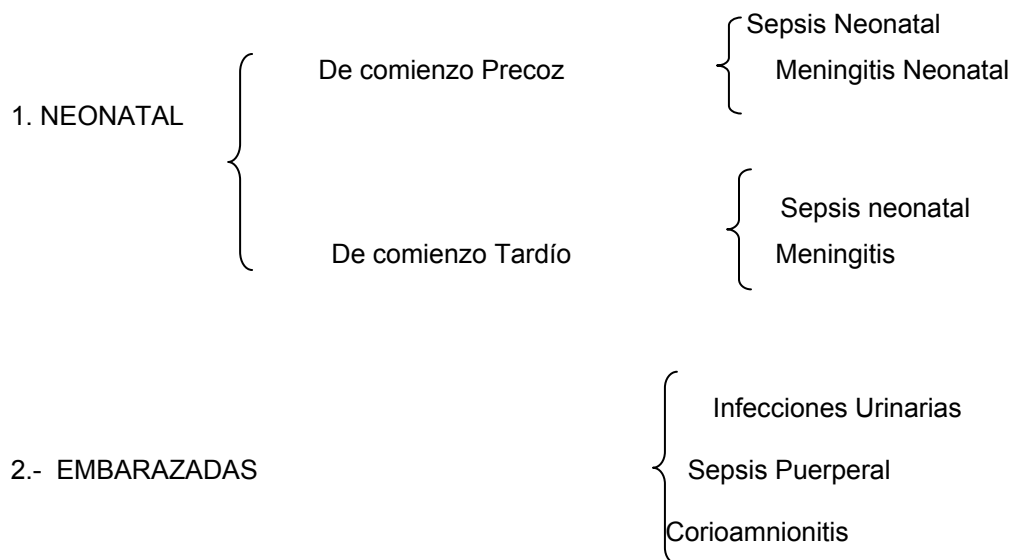 Sepsis Neonatal
De comienzo Precoz
Meningitis Neonatal
1. NEONATAL
Sepsis neonatal
De comienzo Tardío
Meningitis
Infecciones Urinarias
2.- EMBARAZADAS
Sepsis Puerperal
Corioamnionitis